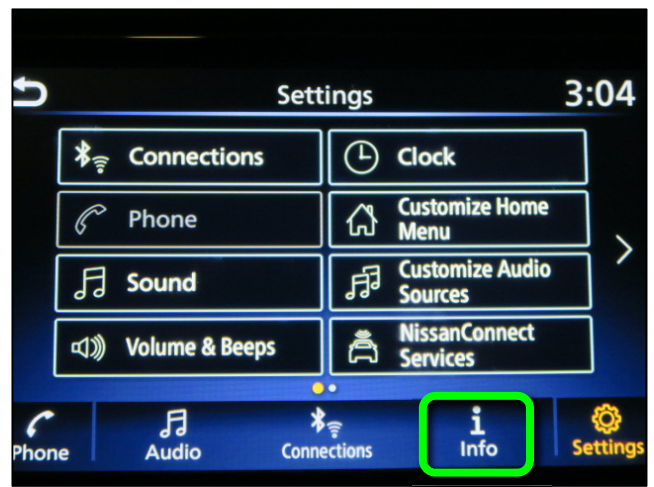 Settings
3:04
Connections
Clock
Phone
Customize Home
Menu
Sound
Customize Audio
Sources
Volume & Beeps
NissanConnect
Services
Phone
Audio
Connections
Info
Settings